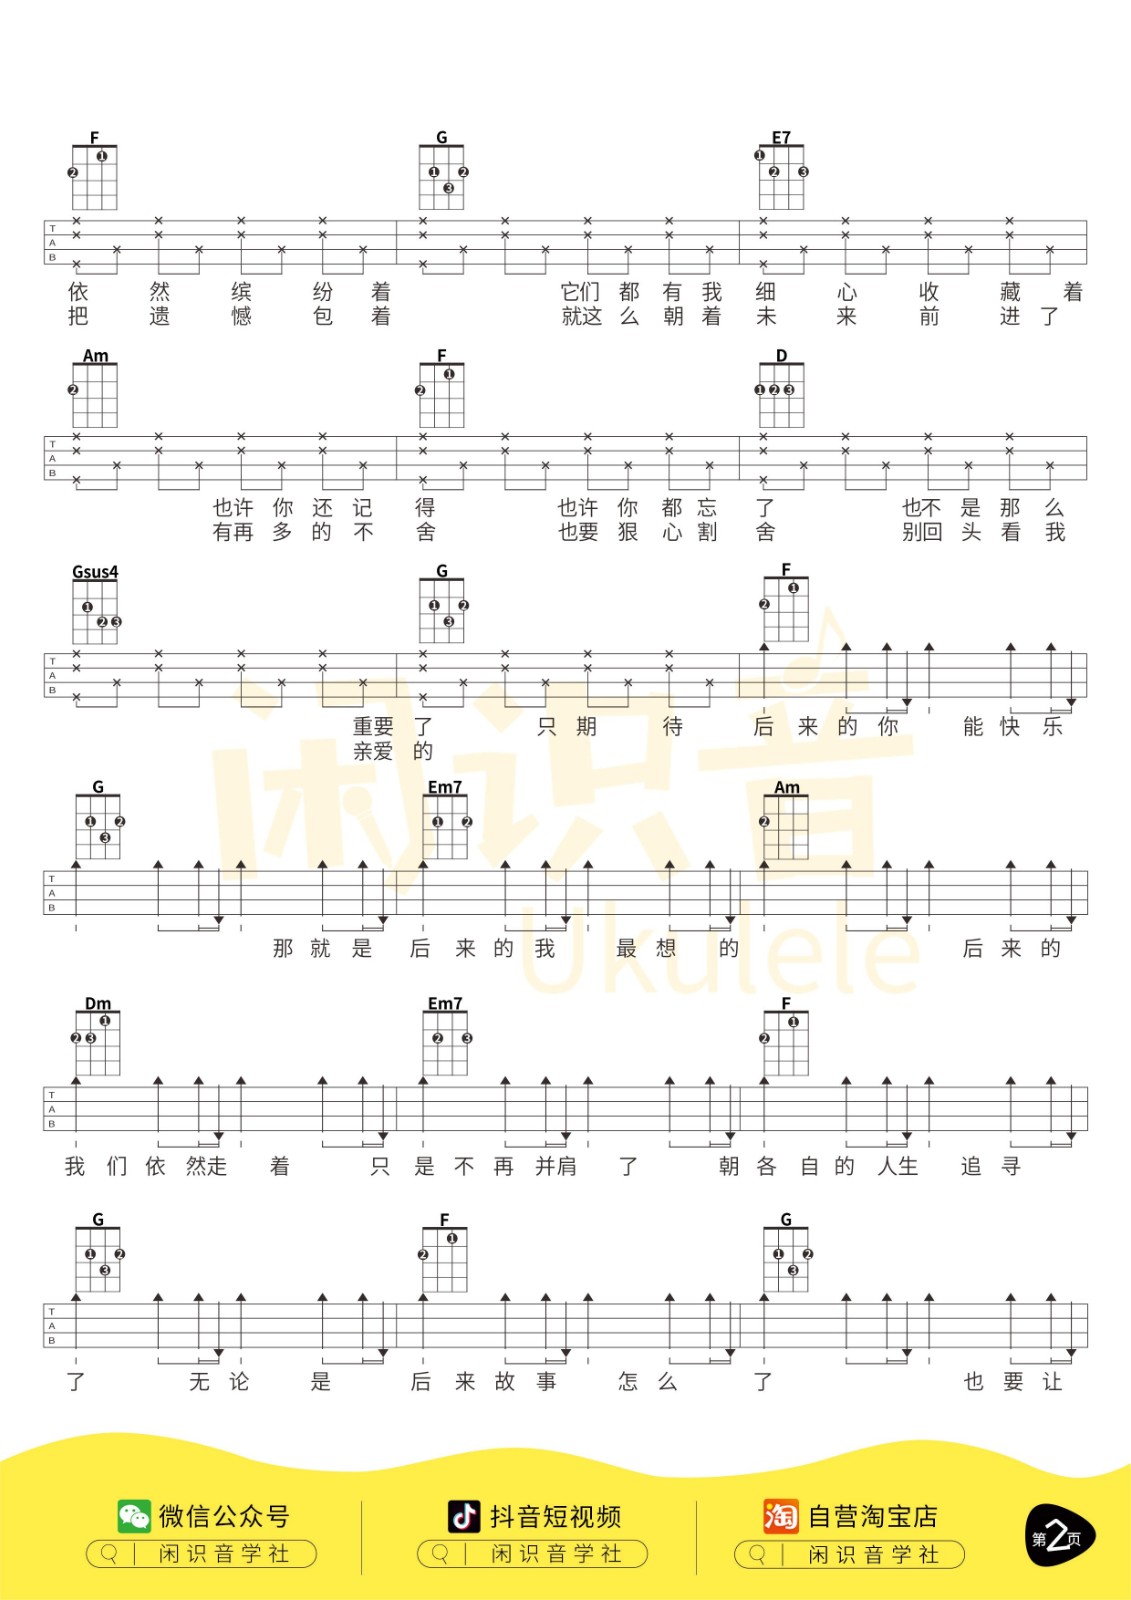 F G E7
TAB
依然缤纷着 它们都有我细心收藏着
把遗憾包着 就这么朝着未来前进了
Am F D
TAB
也许你还记得 也许你都忘了 也不是那么
有再多的不舍 也要狠心割舍 别回头看我
Gsus4 G F
TAB
重要了 只期待 后来的你 能快乐
亲爱的
闲识音
Ukulele
G Em7 Am
TAB
那就是 后来的我 最想的 后来的
Dm Em7 F
TAB
我们依然走着 只是不再并肩了 朝各自的人生追寻
G F G
TAB
了 无论是 后来故事怎么了 也要让
微信公众号 抖音短视频 淘 自营淘宝店
闲识音学社 闲识音学社 闲识音学社
第2页